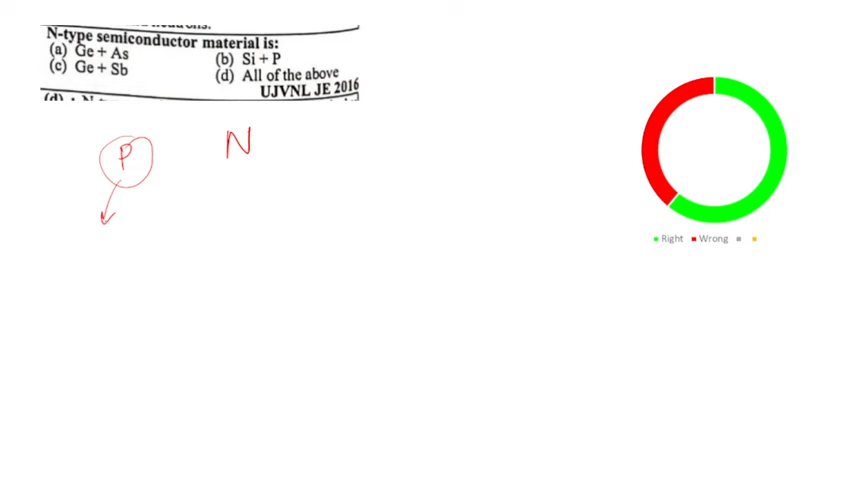 N-type semiconductor material is:
(a) Ge + As
(b) Si + P
(c) Ge + Sb
(d) All of the above
UJVNL JE 2016
P
N
Right Wrong